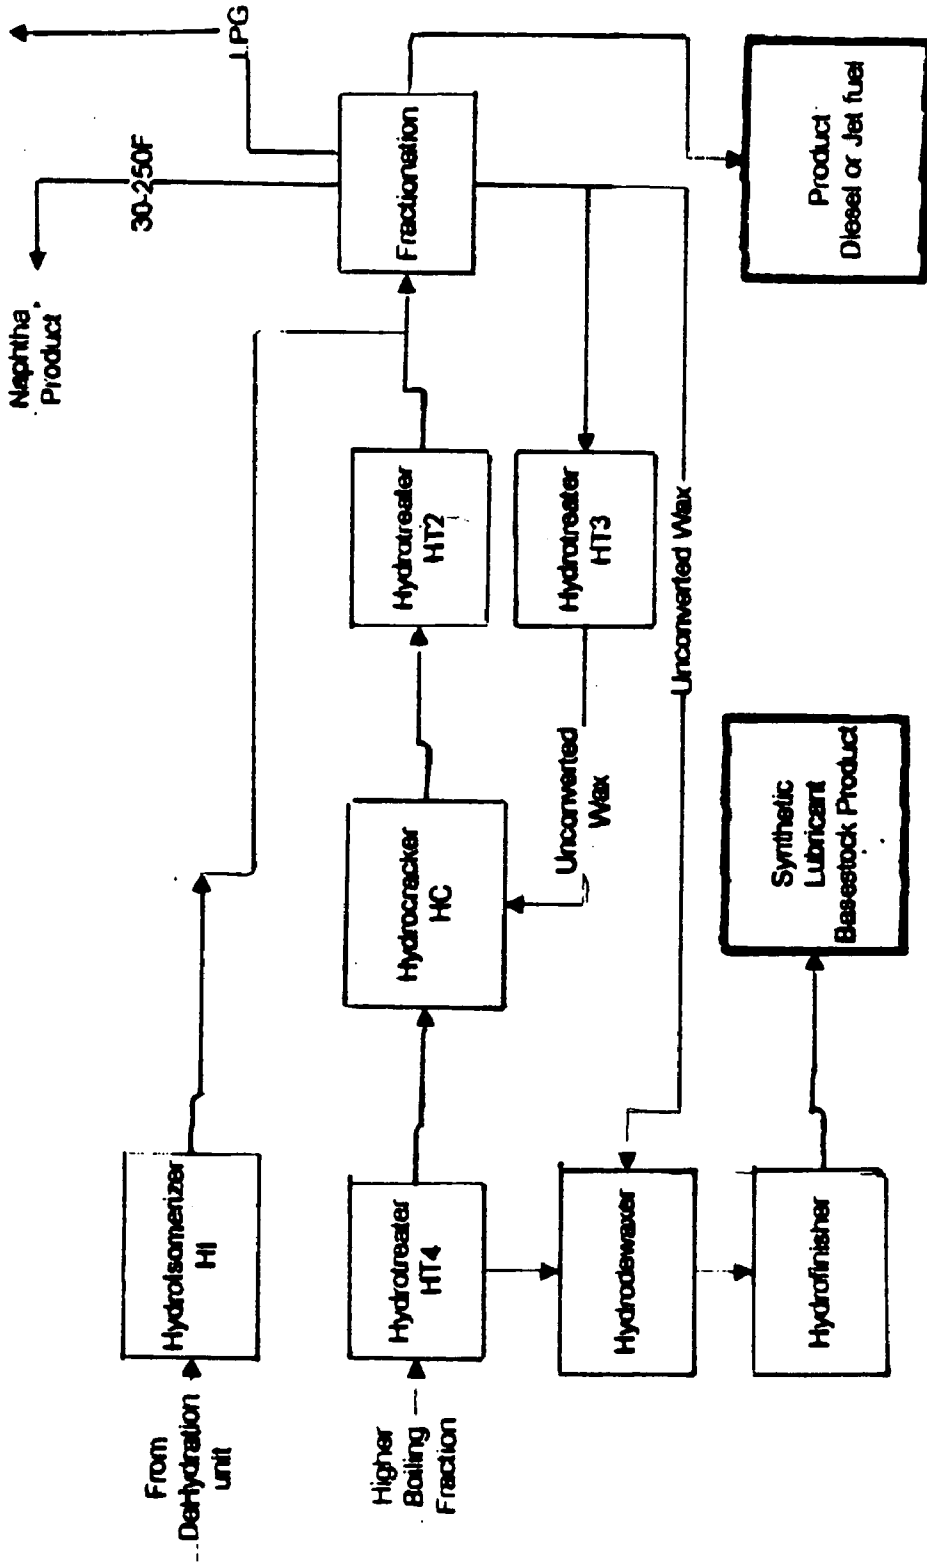 Naphtha
Product
30-250F
LPG
From
DeHydration
unit
HydroIsomerizer
HI
Higher
Boiling
Fraction
Hydrotreater
HT4
Hydrocracker
HC
Hydrotreater
HT2
Fractionation
Unconverted
Wax
Hydrotreater
HT3
Unconverted Wax
Hydrodewaxer
Hydrofinisher
Synthetic
Lubricant
Basestock Product
Product
Diesel or Jet fuel